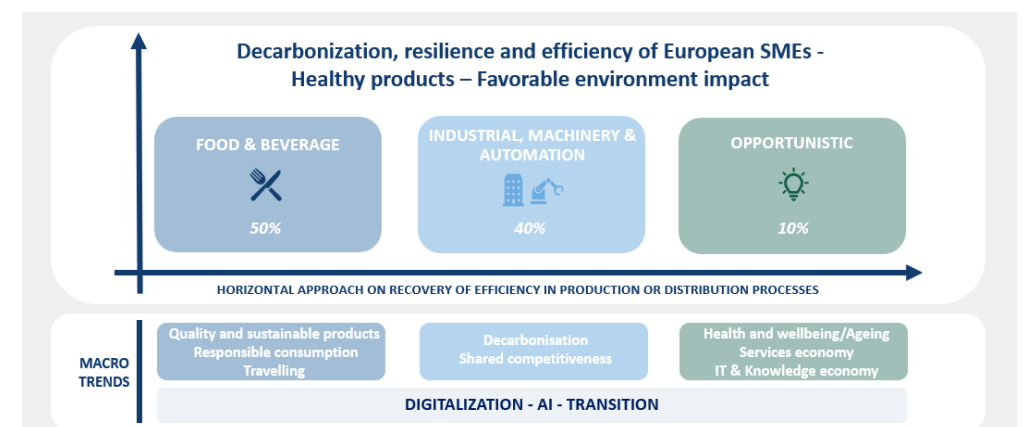 Decarbonization, resilience and efficiency of European SMEs -
Healthy products – Favorable environment impact
FOOD & BEVERAGE
50%
INDUSTRIAL, MACHINERY &
AUTOMATION
40%
OPPORTUNISTIC
10%
HORIZONTAL APPROACH ON RECOVERY OF EFFICIENCY IN PRODUCTION OR DISTRIBUTION PROCESSES
MACRO
TRENDS
Quality and sustainable products
Responsible consumption
Travelling
Decarbonisation
Shared competitiveness
Health and wellbeing/Ageing
Services economy
IT & Knowledge economy
DIGITALIZATION - AI - TRANSITION